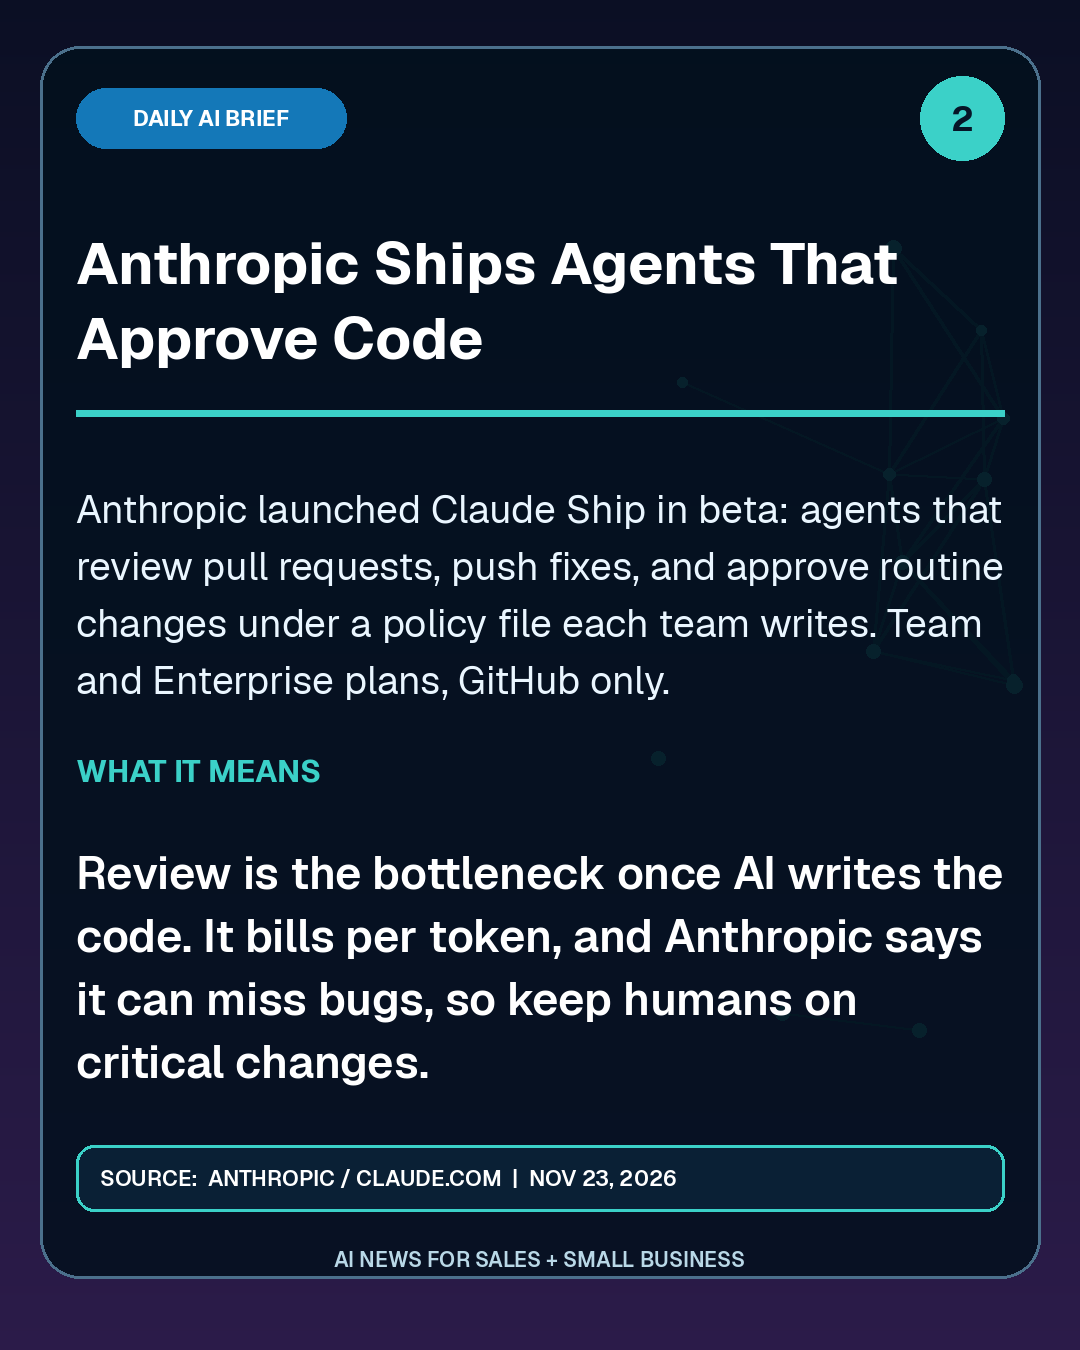 DAILY AI BRIEF
2
Anthropic Ships Agents That
Approve Code
Anthropic launched Claude Ship in beta: agents that
review pull requests, push fixes, and approve routine
changes under a policy file each team writes. Team
and Enterprise plans, GitHub only.
WHAT IT MEANS
Review is the bottleneck once AI writes the
code. It bills per token, and Anthropic says
it can miss bugs, so keep humans on
critical changes.
SOURCE: ANTHROPIC / CLAUDE.COM | NOV 23, 2026
AI NEWS FOR SALES + SMALL BUSINESS